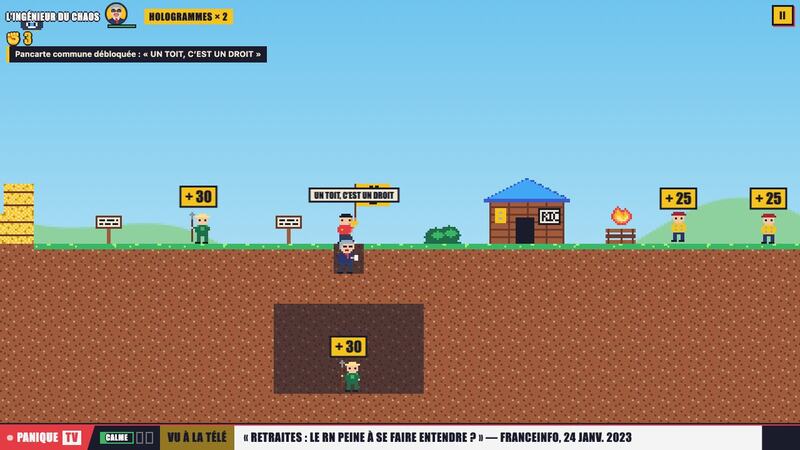 L'INGÉNIEUR DU CHAOS
HOLOGRAMMES × 2
3
Pancarte commune débloquée : « UN TOIT, C'EST UN DROIT »
+ 30
UN TOIT, C'EST UN DROIT
+ 25
+ 25
RIC
+ 30
PANIQUE TV
CALME
VU À LA TÉLÉ
« RETRAITES : LE RN PEINE À SE FAIRE ENTENDRE ? » — FRANCEINFO, 24 JANV. 2023